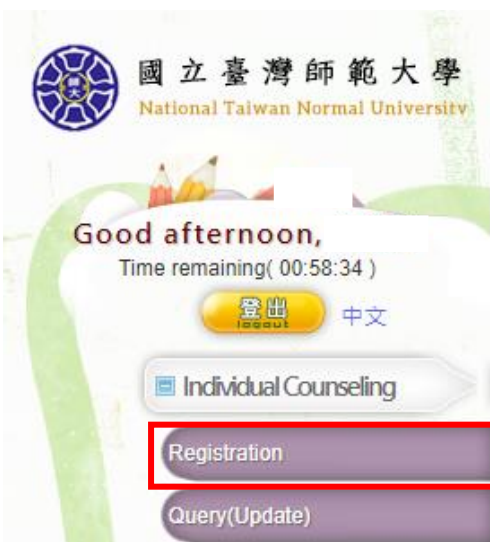 國立臺灣師範大學
National Taiwan Normal University
Good afternoon,
Time remaining( 00:58:34 )
登出
logout
中文
Individual Counseling
Registration
Query(Update)